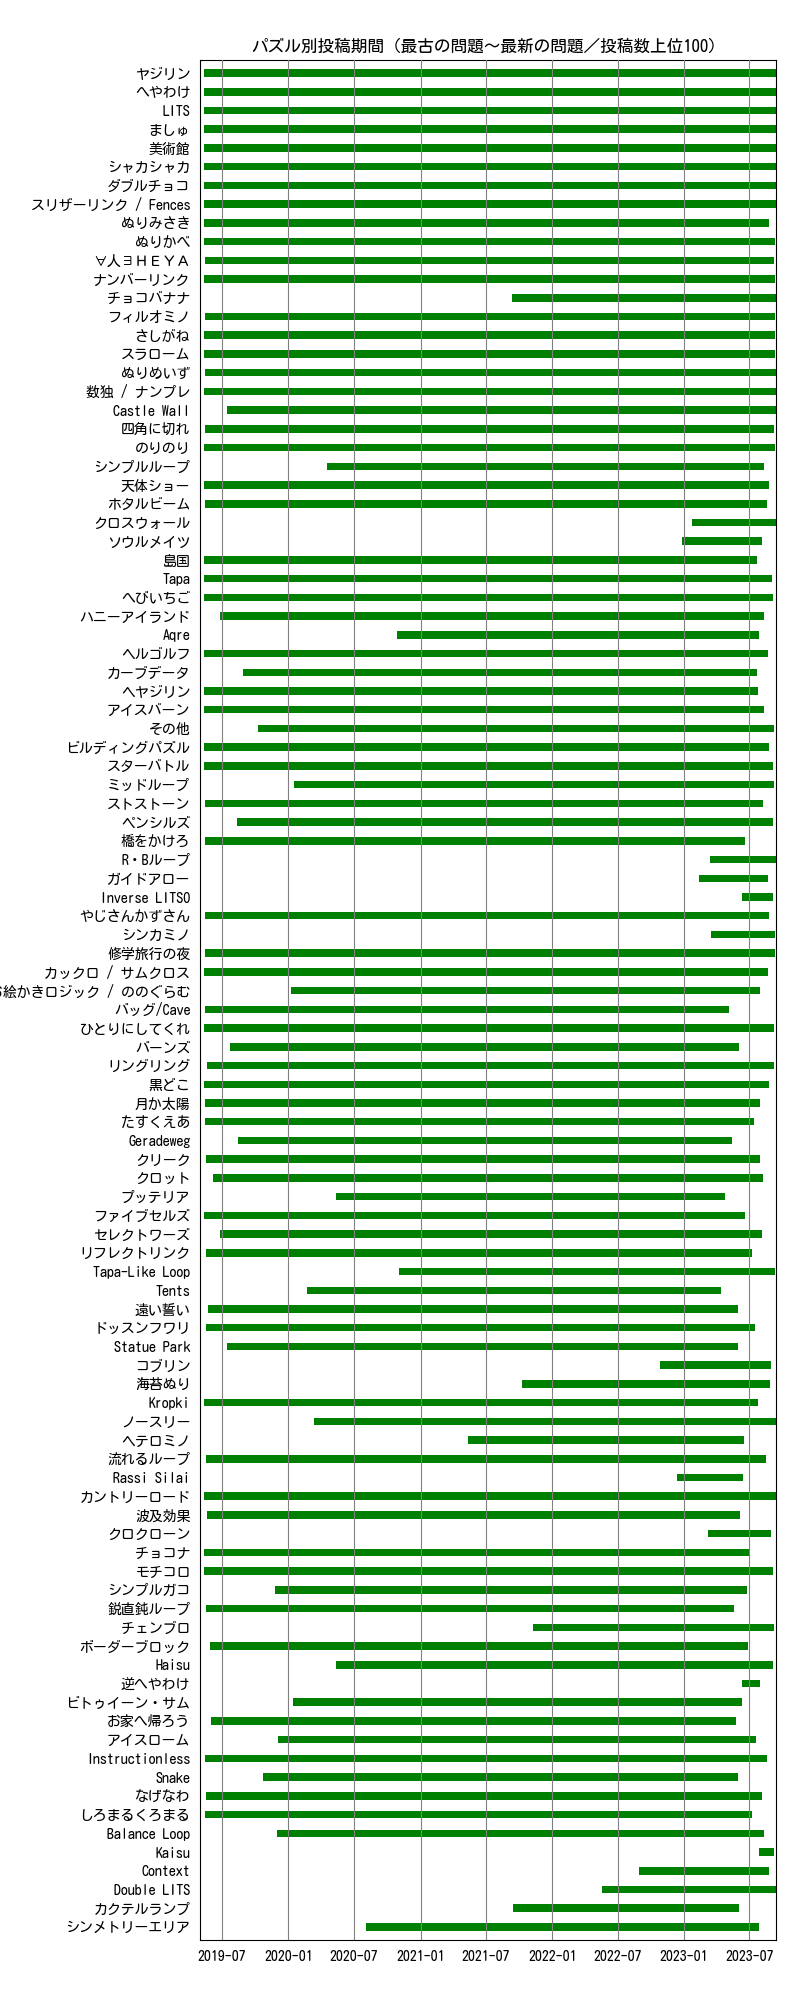 パズル別投稿期間（最古の問題～最新の問題／投稿数上位100）
ヤジリン
へやわけ
LITS
ましゅ
美術館
シャカシャカ
ダブルチョコ
スリザーリンク / Fences
ぬりみさき
ぬりかべ
∀人∃ＨＥＹＡ
ナンバーリンク
チョコバナナ
フィルオミノ
さしがね
スラローム
ぬりめいず
数独 / ナンプレ
Castle Wall
四角に切れ
のりのり
シンプルループ
天体ショー
ホタルビーム
クロスウォール
ソウルメイツ
島国
Tapa
へびいちご
ハニーアイランド
Aqre
ヘルゴルフ
カーブデータ
ヘヤジリン
アイスバーン
その他
ビルディングパズル
スターバトル
ミッドループ
ストストーン
ペンシルズ
橋をかけろ
R・Bループ
ガイドアロー
Inverse LITSO
やじさんかずさん
シンカミノ
修学旅行の夜
カックロ / サムクロス
絵かきロジック / ののぐらむ
バッグ/Cave
ひとりにしてくれ
バーンズ
リングリング
黒どこ
月か太陽
たすくえあ
Geradeweg
クリーク
クロット
プッテリア
ファイブセルズ
セレクトワーズ
リフレクトリンク
Tapa-Like Loop
Tents
遠い誓い
ドッスンフワリ
Statue Park
コブリン
海苔ぬり
Kropki
ノースリー
ヘテロミノ
流れるループ
Rassi Silai
カントリーロード
波及効果
クロクローン
チョコナ
モチコロ
シンプルガコ
鋭直鈍ループ
チェンブロ
ボーダーブロック
Haisu
逆へやわけ
ビトゥイーン・サム
お家へ帰ろう
アイスローム
Instructionless
Snake
なげなわ
しろまるくろまる
Balance Loop
Kaisu
Context
Double LITS
カクテルランプ
シンメトリーエリア
2019-07 2020-01 2020-07 2021-01 2021-07 2022-01 2022-07 2023-01 2023-07